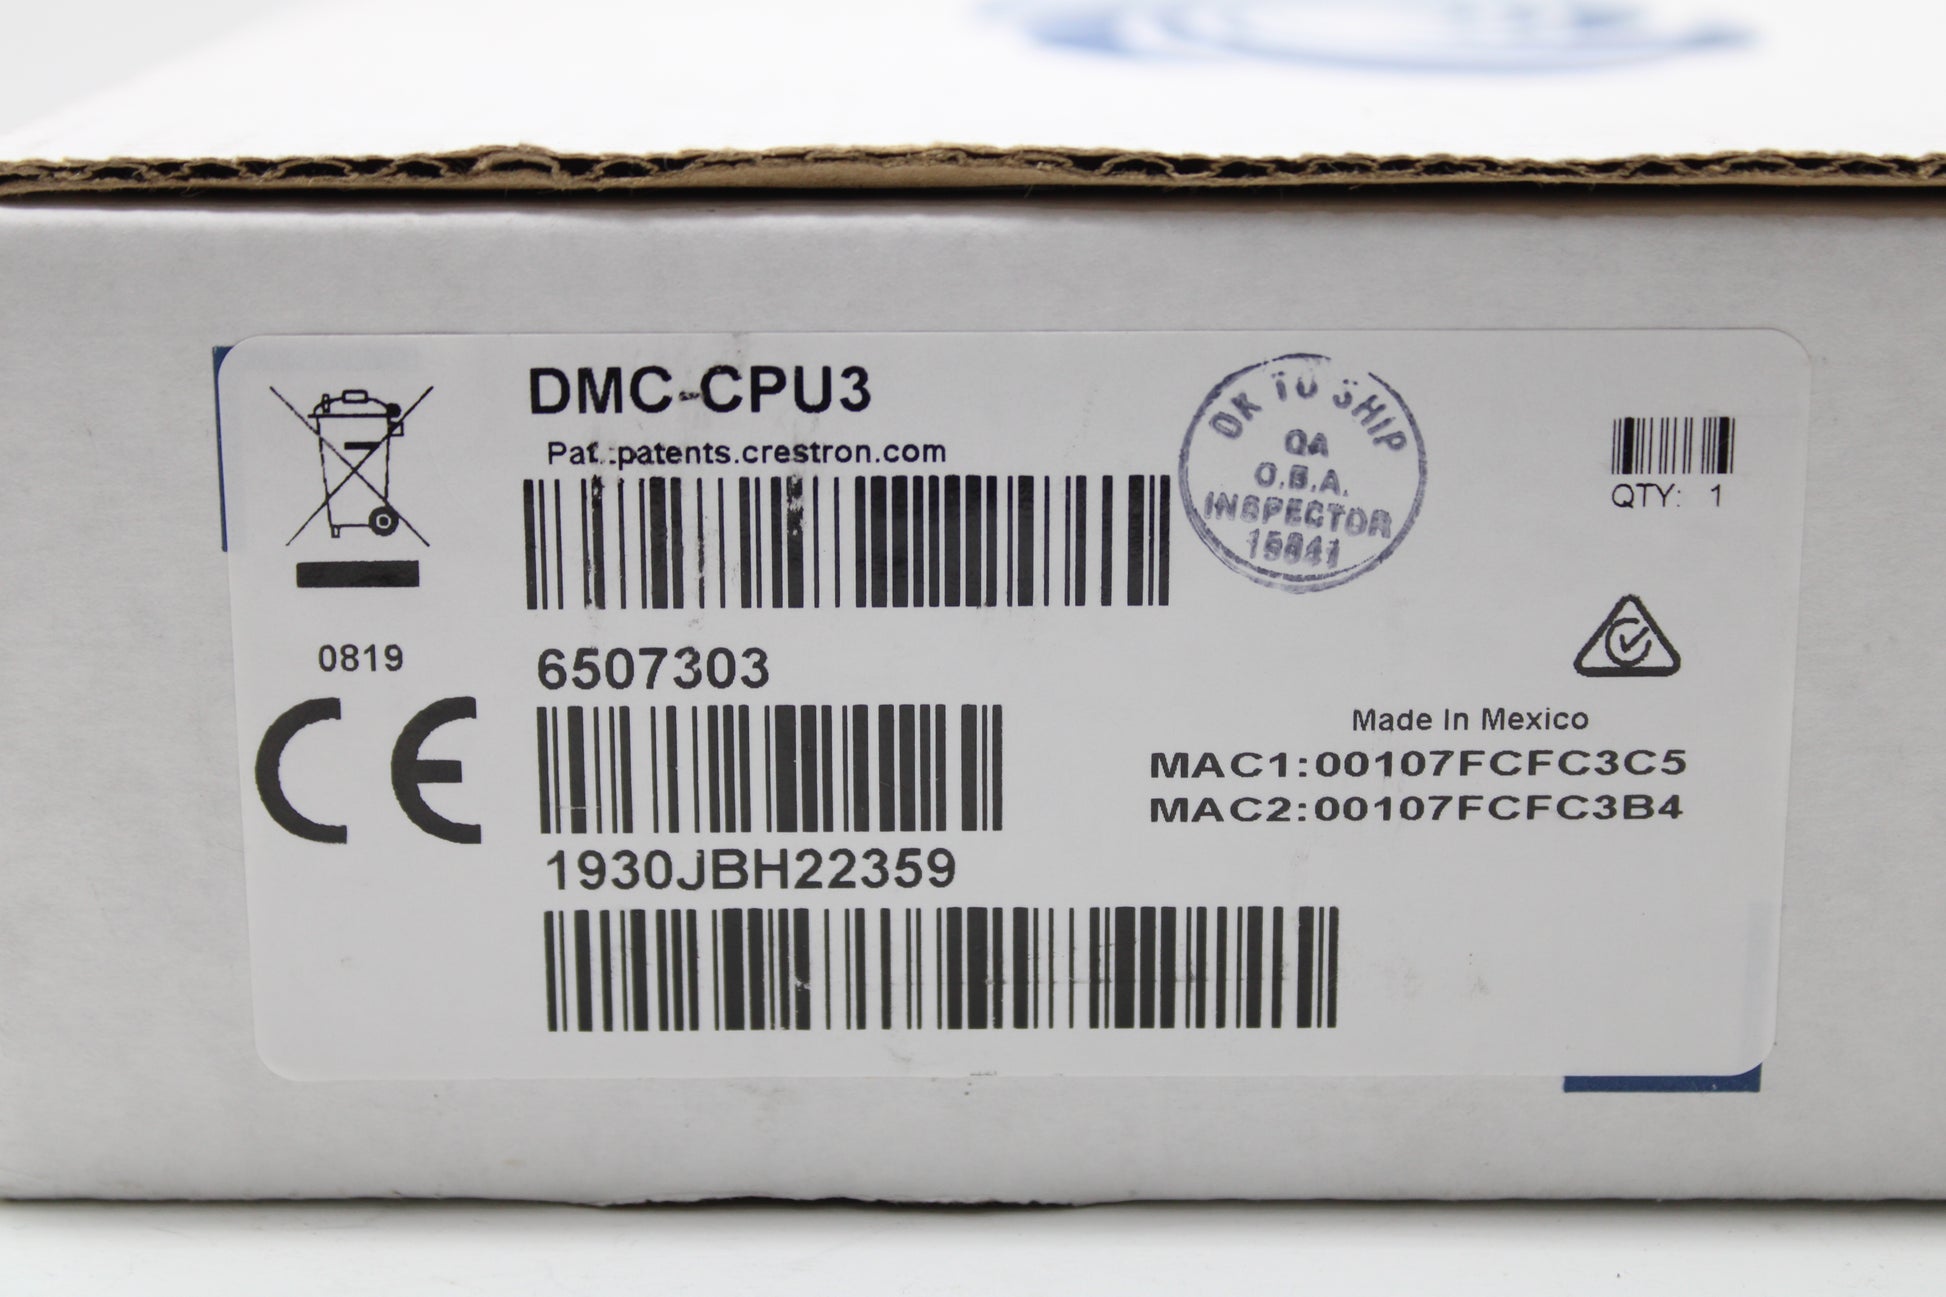 DMC-CPU3
Pat.:patents.crestron.com
OK TO SHIP
QA
O.B.A.
INSPECTOR
QTY: 1
0819
6507303
CE
Made In Mexico
MAC1:00107FCFC3C5
MAC2:00107FCFC3B4
1930JBH22359